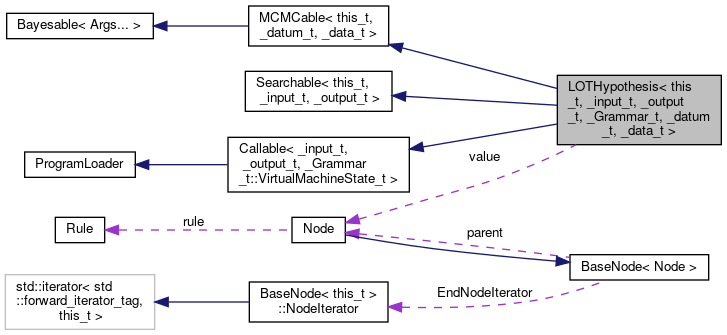 Bayesable< Args... >
MCMCable< this_t,
_datum_t, _data_t >
Searchable< this_t,
_input_t, _output_t >
LOTHypothesis< this
_t, _input_t, _output
_t, _Grammar_t, _datum
_t, _data_t >
ProgramLoader
Callable< _input_t,
_output_t, _Grammar
_t::VirtualMachineState_t >
value
Rule
rule
Node
parent
BaseNode< Node >
std::iterator< std
::forward_iterator_tag,
this_t >
BaseNode< this_t >
::NodeIterator
EndNodeIterator